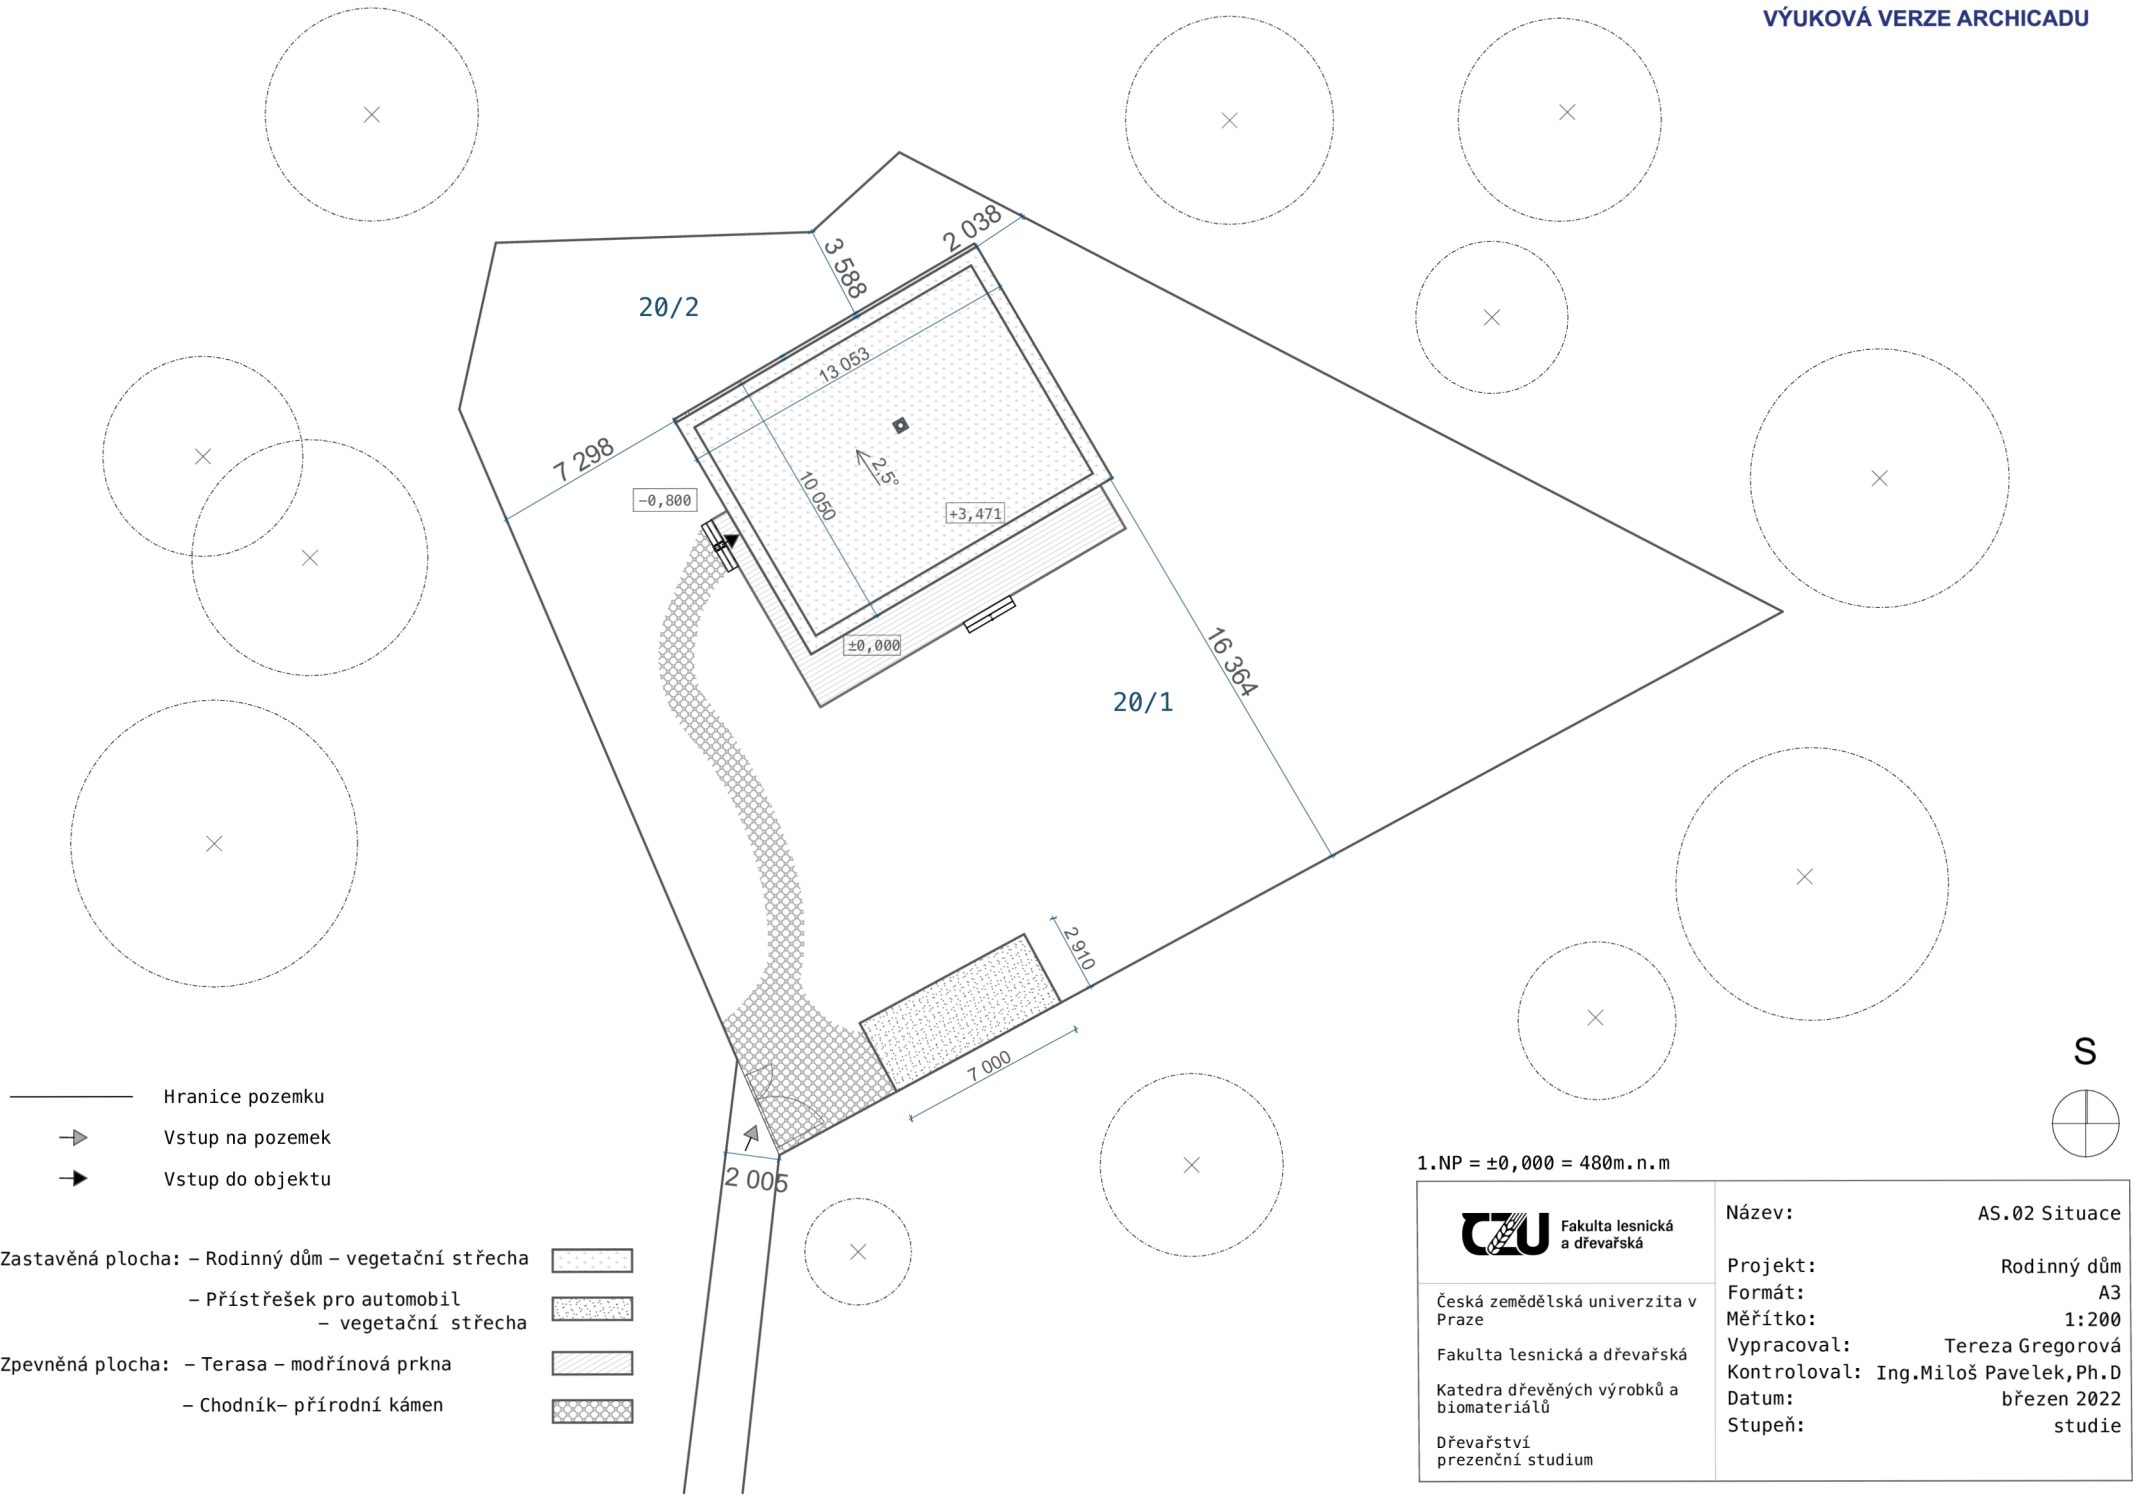 VÝUKOVÁ VERZE ARCHICADU
2 038
3 588
20/2
13 053
7 298
2,5°
10 050
−0,800
+3,471
±0,000
16 364
20/1
2 910
7 000
2 005
S
Hranice pozemku
Vstup na pozemek
Vstup do objektu
Zastavěná plocha: − Rodinný dům − vegetační střecha
− Přístřešek pro automobil
− vegetační střecha
Zpevněná plocha: − Terasa − modřínová prkna
− Chodník− přírodní kámen
1.NP = ±0,000 = 480m.n.m
ČZU Fakulta lesnická
a dřevařská
Česká zemědělská univerzita v
Praze
Fakulta lesnická a dřevařská
Katedra dřevěných výrobků a
biomateriálů
Dřevařství
prezenční studium
Název: AS.02 Situace
Projekt: Rodinný dům
Formát: A3
Měřítko: 1:200
Vypracoval: Tereza Gregorová
Kontroloval: Ing.Miloš Pavelek,Ph.D
Datum: březen 2022
Stupeň: studie